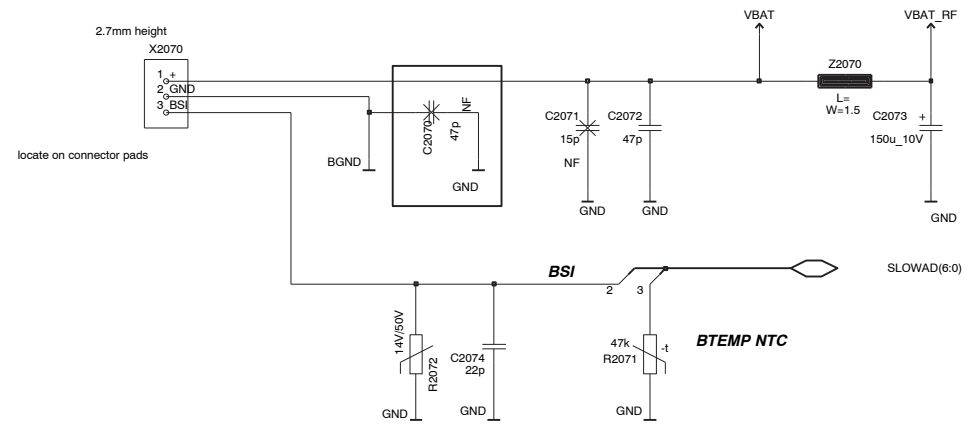 VBAT
VBAT_RF
2.7mm height
X2070
1 +
2 GND
3 BSI
Z2070
L=
W=1.5
C2070
47p
NF
C2071
15p
NF
C2072
47p
C2073 +
150u_10V
locate on connector pads
BGND
GND
GND
GND
GND
BSI
SLOWAD(6:0)
2
3
14V/50V
R2072
C2074
22p
47k
R2071
-t
BTEMP NTC
GND
GND
GND